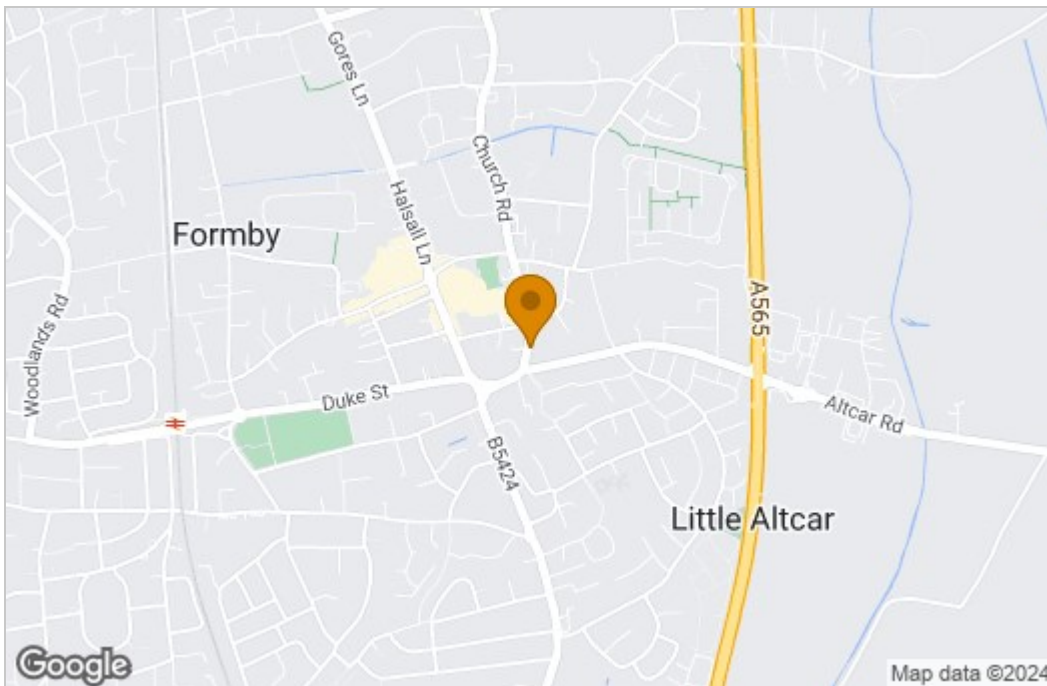 Gores Ln
Church Rd
Halsall Ln
Formby
Woodlands Rd
A565
Duke St
Altcar Rd
B5424
Little Altcar
Google
Map data ©2024